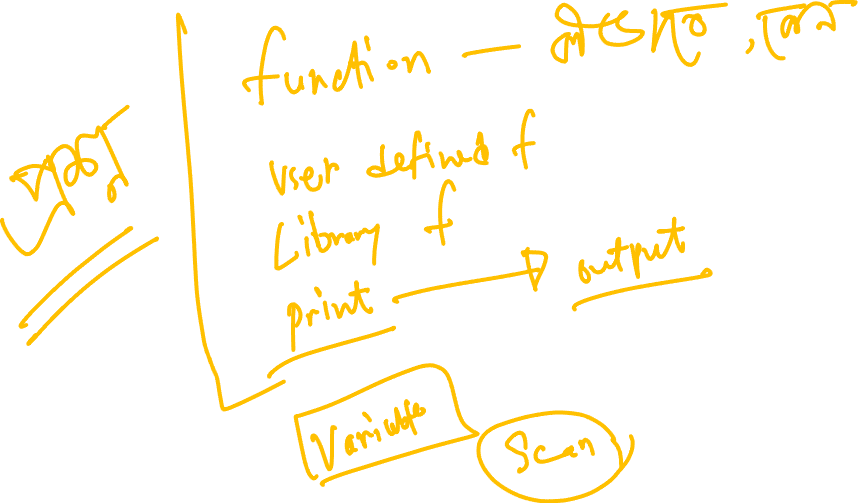 function —
user defined f
Library f
print → output
Variable
Scan